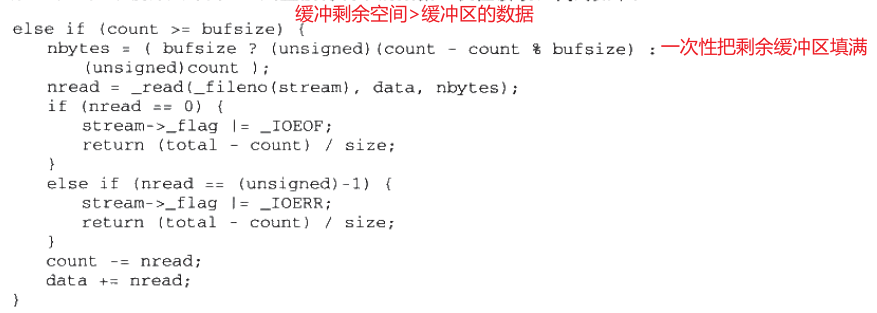 缓冲剩余空间>缓冲区的数据
else if (count >= bufsize) {
nbytes = ( bufsize ? (unsigned)(count - count % bufsize) : 一次性把剩余缓冲区填满
(unsigned)count );
nread = _read(_fileno(stream), data, nbytes);
if (nread == 0) {
stream->_flag |= _IOEOF;
return (total - count) / size;
}
else if (nread == (unsigned)-1) {
stream->_flag |= _IOERR;
return (total - count) / size;
}
count -= nread;
data += nread;
}